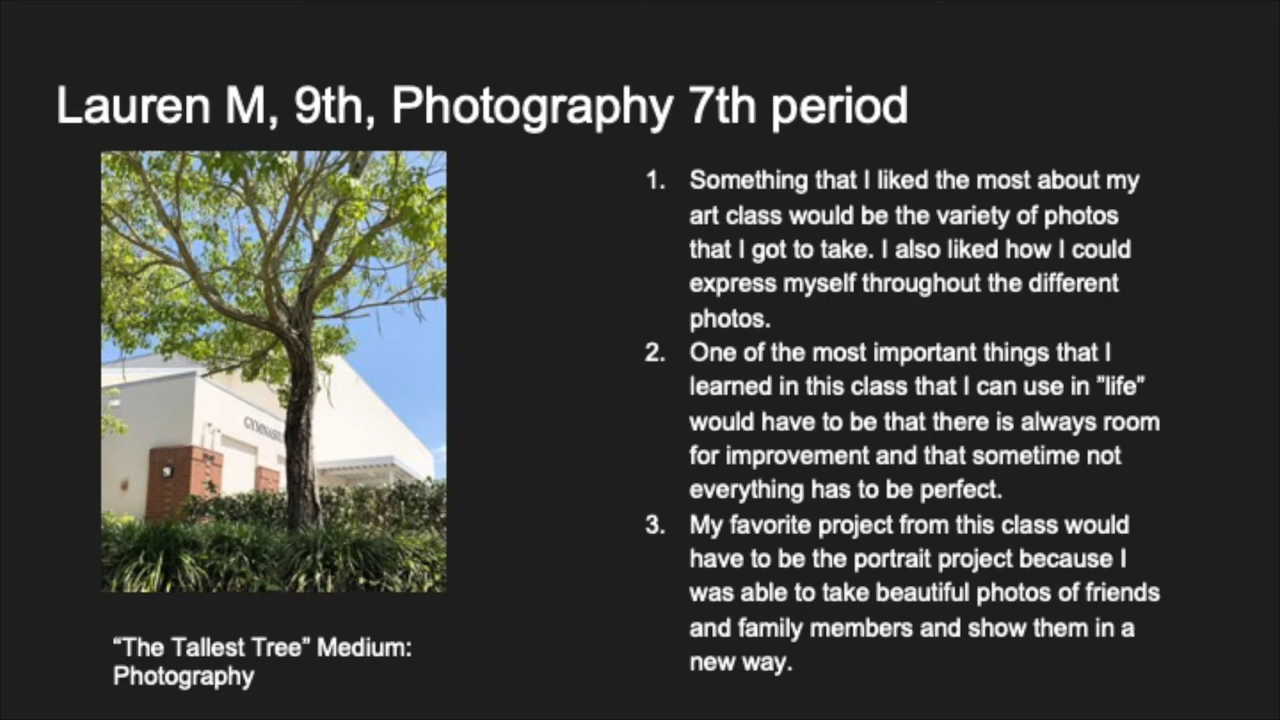 Lauren M, 9th, Photography 7th period
1. Something that I liked the most about my
art class would be the variety of photos
that I got to take. I also liked how I could
express myself throughout the different
photos.
2. One of the most important things that I
learned in this class that I can use in ”life”
would have to be that there is always room
for improvement and that sometime not
everything has to be perfect.
3. My favorite project from this class would
have to be the portrait project because I
was able to take beautiful photos of friends
and family members and show them in a
new way.
“The Tallest Tree” Medium:
Photography